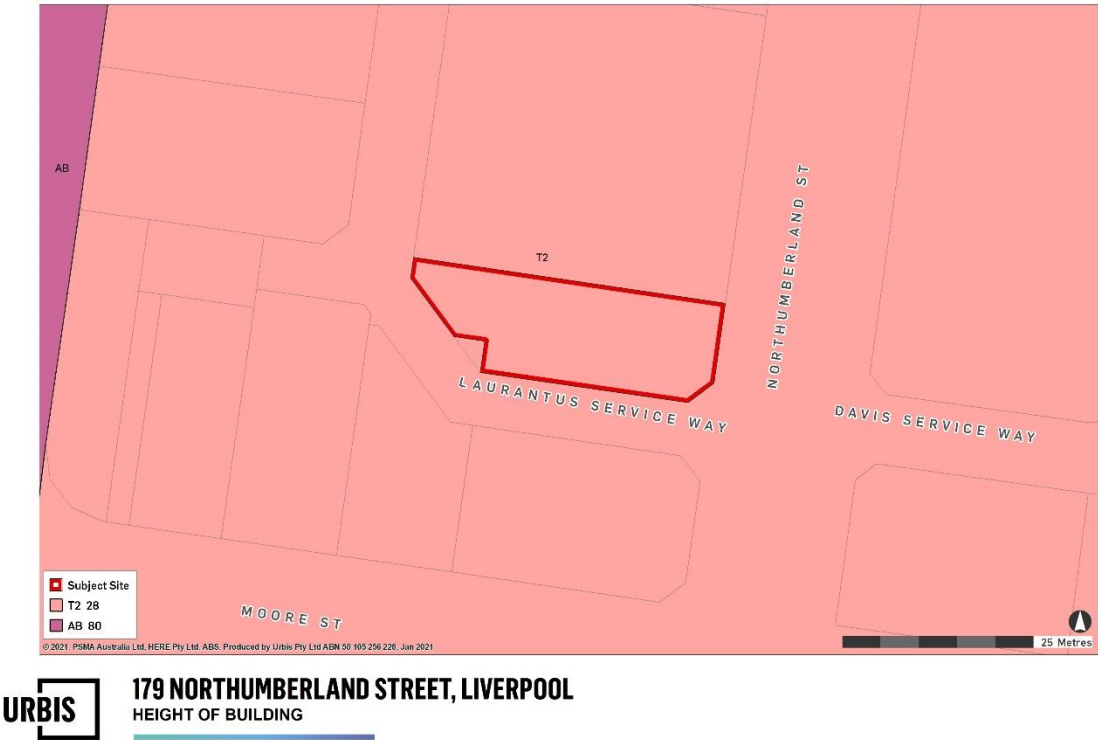 AB
T2
NORTHUMBERLAND ST
LAURANTUS SERVICE WAY
DAVIS SERVICE WAY
Subject Site
T2 28
AB 80
MOORE ST
25 Metres
© 2021. PSMA Australia Ltd, HERE Pty Ltd. ABS. Produced by Urbis Pty Ltd ABN 50 105 256 228, Jan 2021
URBIS
179 NORTHUMBERLAND STREET, LIVERPOOL
HEIGHT OF BUILDING